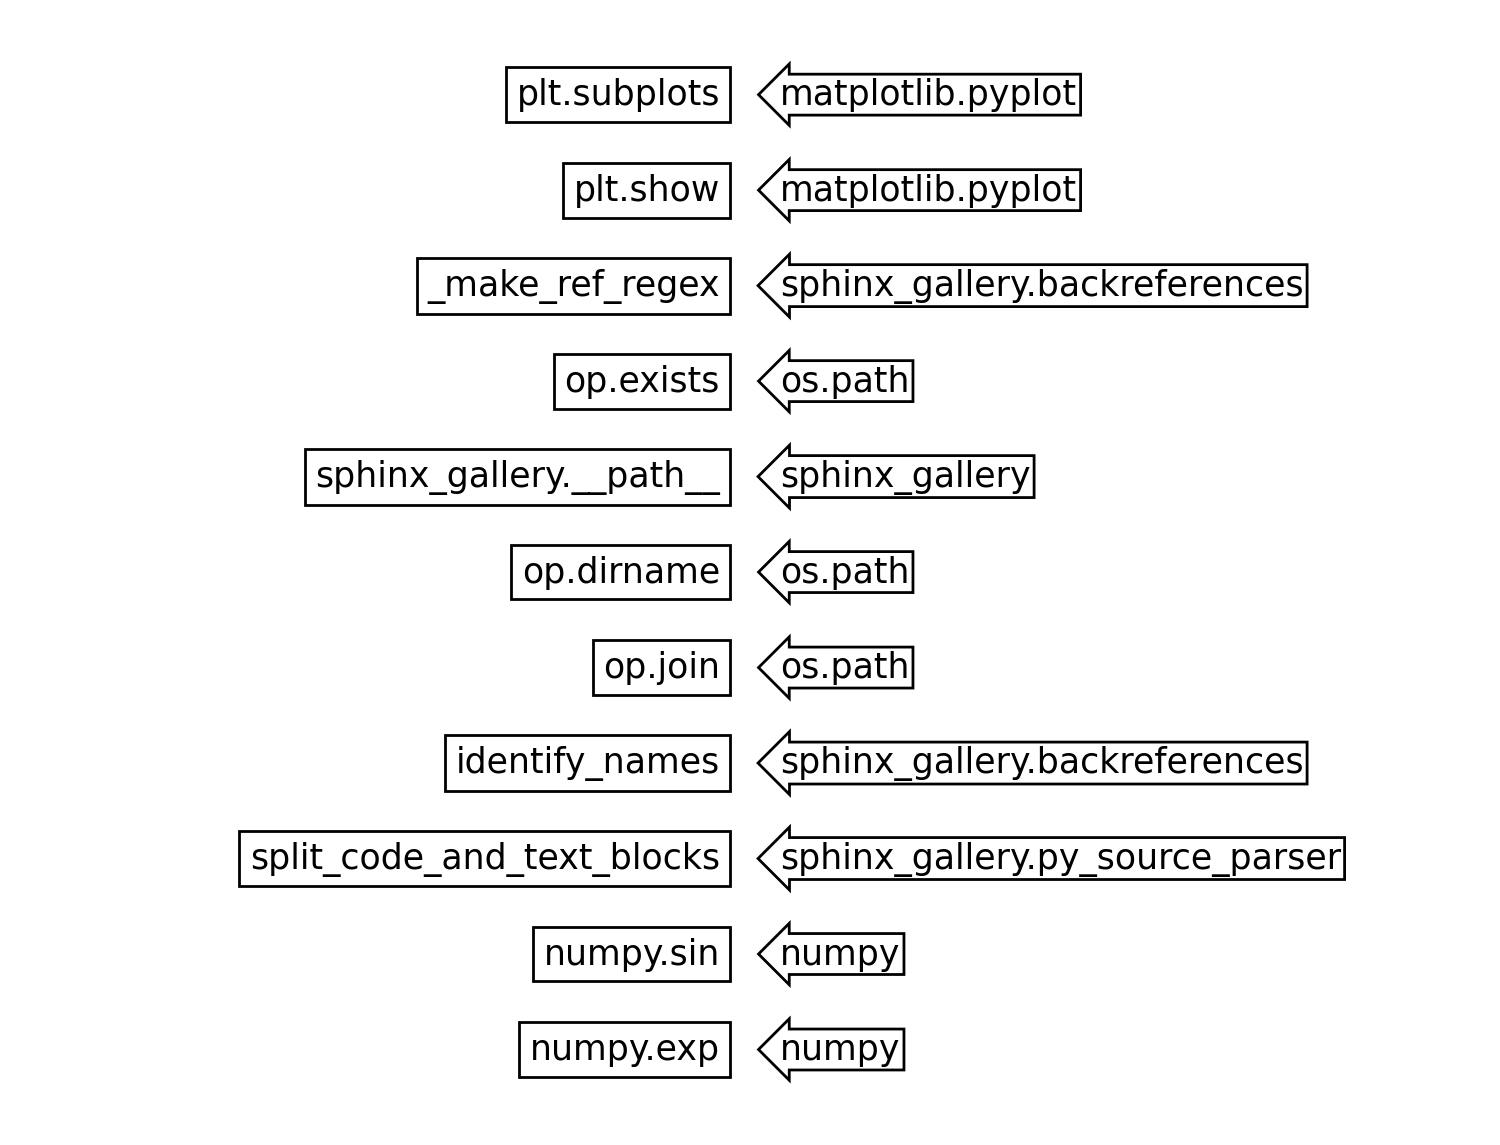 plt.subplots matplotlib.pyplot
plt.show matplotlib.pyplot
_make_ref_regex sphinx_gallery.backreferences
op.exists os.path
sphinx_gallery.__path__ sphinx_gallery
op.dirname os.path
op.join os.path
identify_names sphinx_gallery.backreferences
split_code_and_text_blocks sphinx_gallery.py_source_parser
numpy.sin numpy
numpy.exp numpy